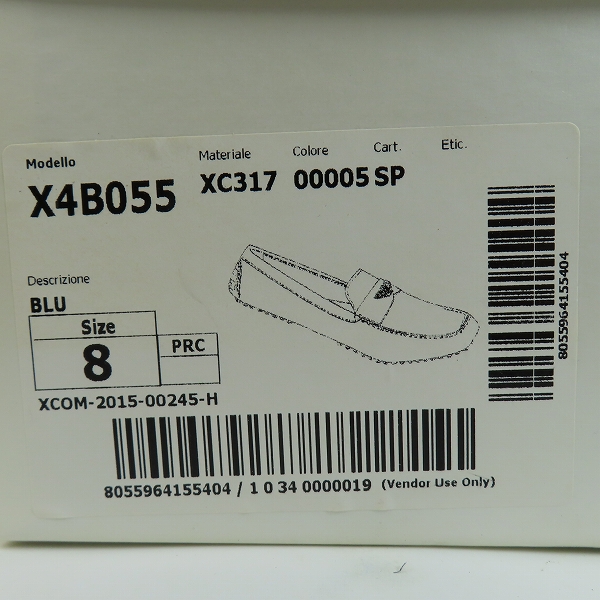 Modello Materiale Colore Cart. Etic.
X4B055 XC317 00005 SP
Descrizione
BLU
Size
8 PRC
XCOM-2015-00245-H
8055964155404 / 1 0 34 0000019 (Vendor Use Only)
8055964155404